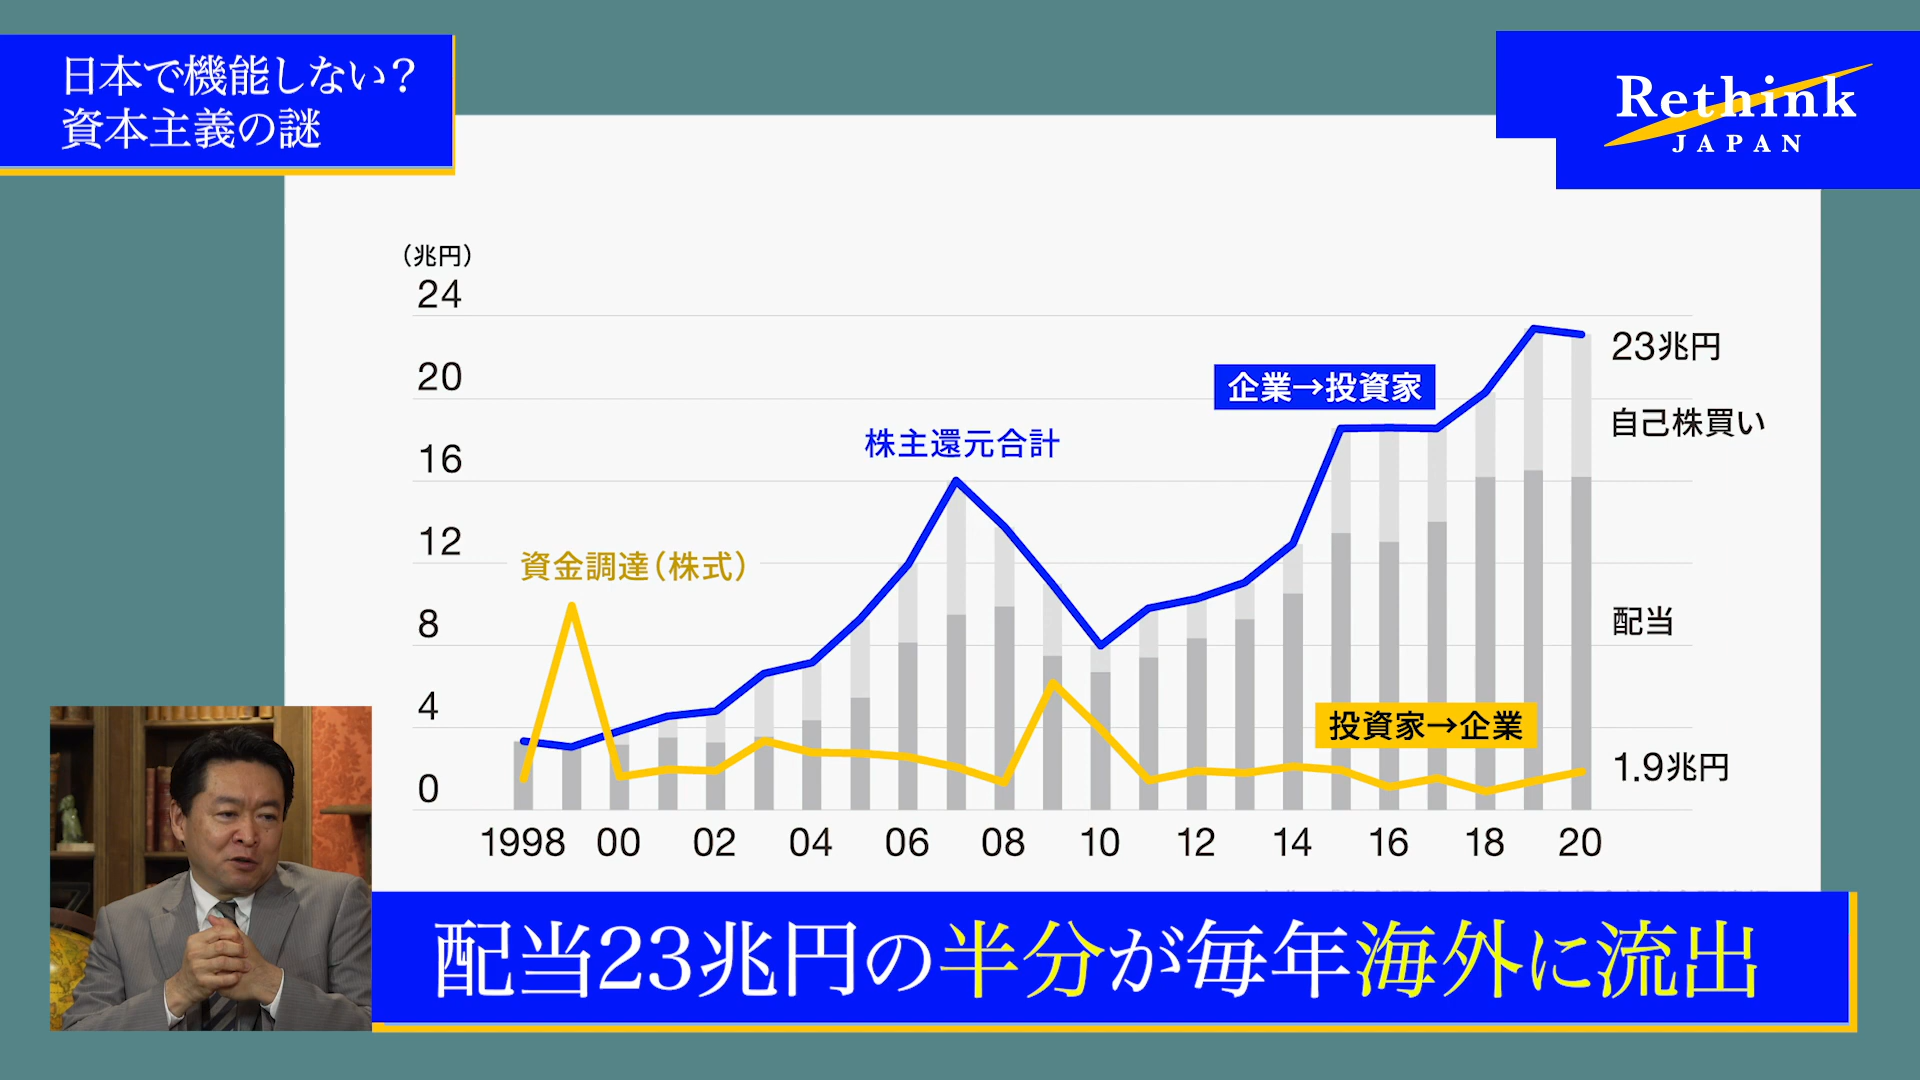 日本で機能しない?
資本主義の謎
Rethink
JAPAN
(兆円)
24
20
16
12
8
4
0
資金調達(株式)
株主還元合計
企業→投資家
投資家→企業
23兆円
自己株買い
配当
1.9兆円
1998 00 02 04 06 08 10 12 14 16 18 20
配当23兆円の半分が毎年海外に流出